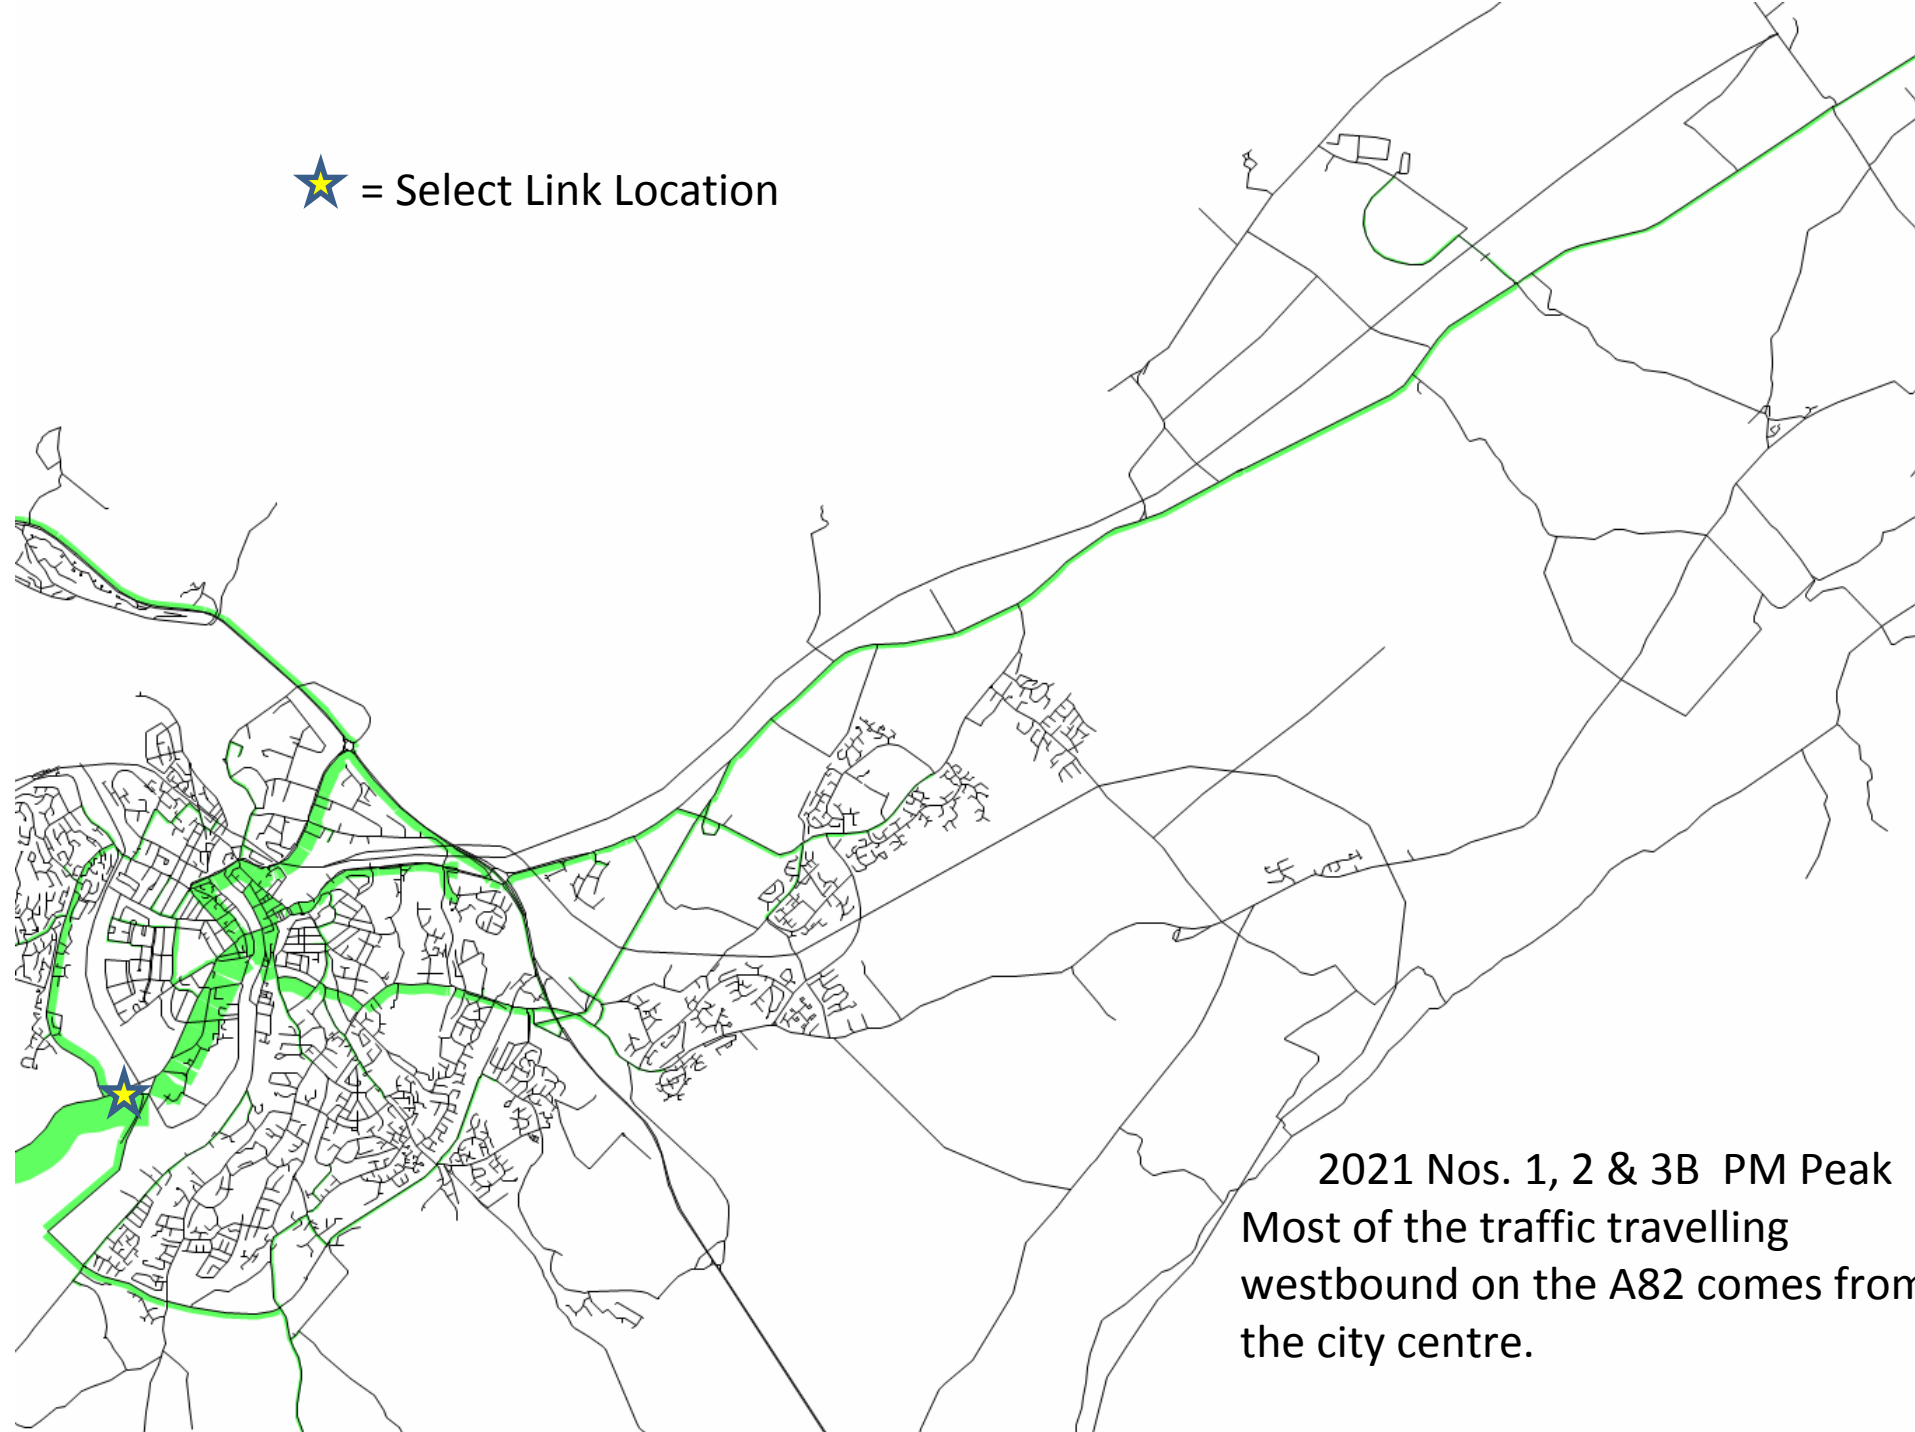 = Select Link Location
2021 Nos. 1, 2 & 3B PM Peak
Most of the traffic travelling
westbound on the A82 comes from
the city centre.